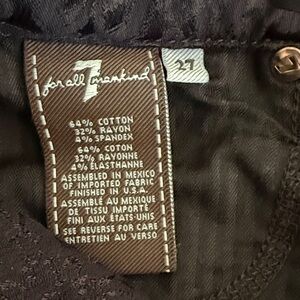 7
for all mankind
27
64% COTTON
32% RAYON
4% SPANDEX
64% COTON
32% RAYONNE
4% ÉLASTHANNE
ASSEMBLED IN MEXICO
OF IMPORTED FABRIC
FINISHED IN U.S.A.
ASSEMBLÉ AU MEXIQUE
DE TISSU IMPORTÉ
FINI AUX ÉTATS-UNIS
SEE REVERSE FOR CARE
ENTRETIEN AU VERSO